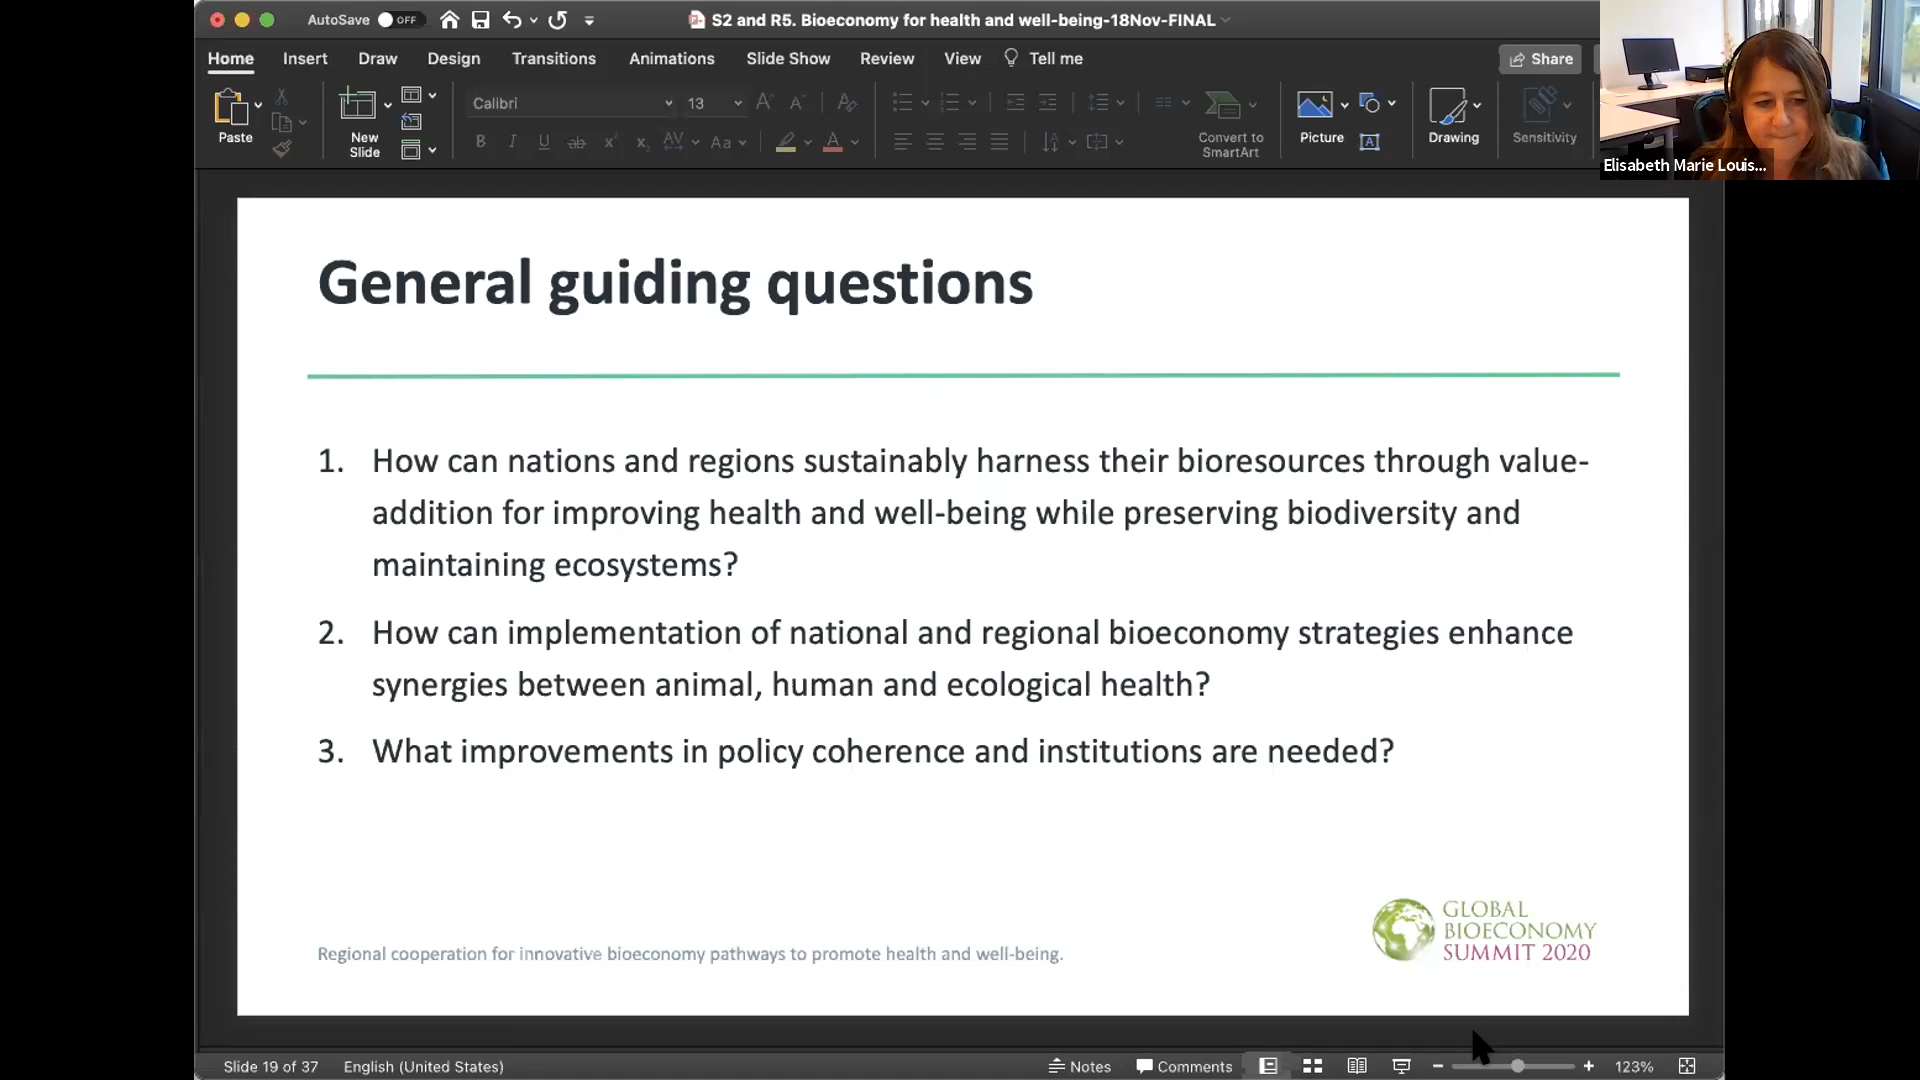 AutoSave OFF
S2 and R5. Bioeconomy for health and well-being-18Nov-FINAL
Home Insert Draw Design Transitions Animations Slide Show Review View Tell me
Share
Paste
New
Slide
Calibri 13
Convert to
SmartArt
Picture
Drawing
Sensitivity
Elisabeth Marie Louis...
General guiding questions
1. How can nations and regions sustainably harness their bioresources through value-
addition for improving health and well-being while preserving biodiversity and
maintaining ecosystems?
2. How can implementation of national and regional bioeconomy strategies enhance
synergies between animal, human and ecological health?
3. What improvements in policy coherence and institutions are needed?
GLOBAL
BIOECONOMY
SUMMIT 2020
Regional cooperation for innovative bioeconomy pathways to promote health and well-being.
Slide 19 of 37 English (United States) Notes Comments 123%